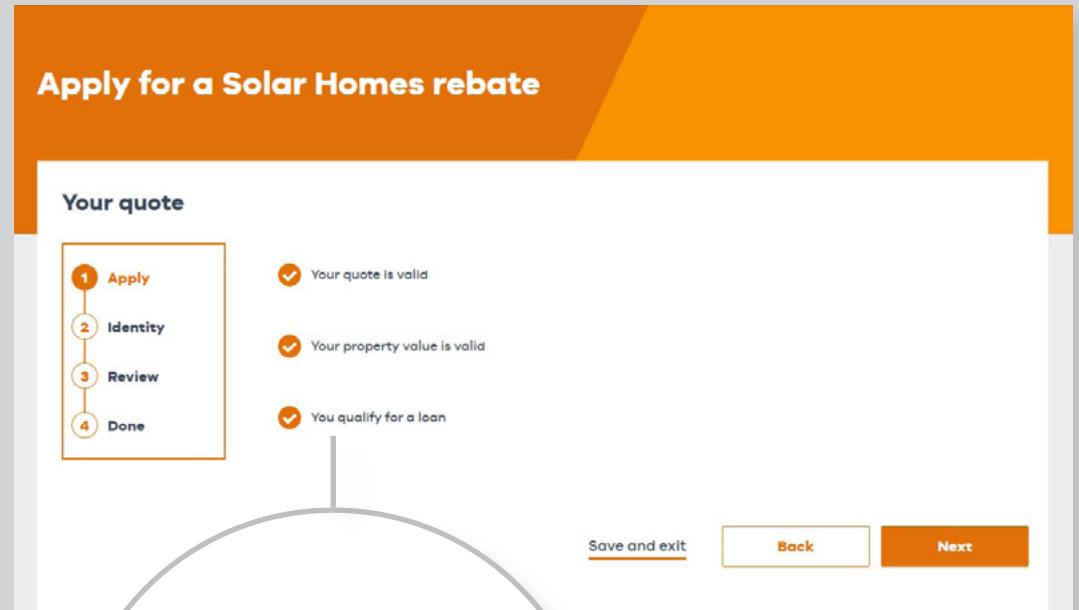 Apply for a Solar Homes rebate
Your quote
1 Apply
2 Identity
3 Review
4 Done
Your quote is valid
Your property value is valid
You qualify for a loan
Save and exit
Back
Next